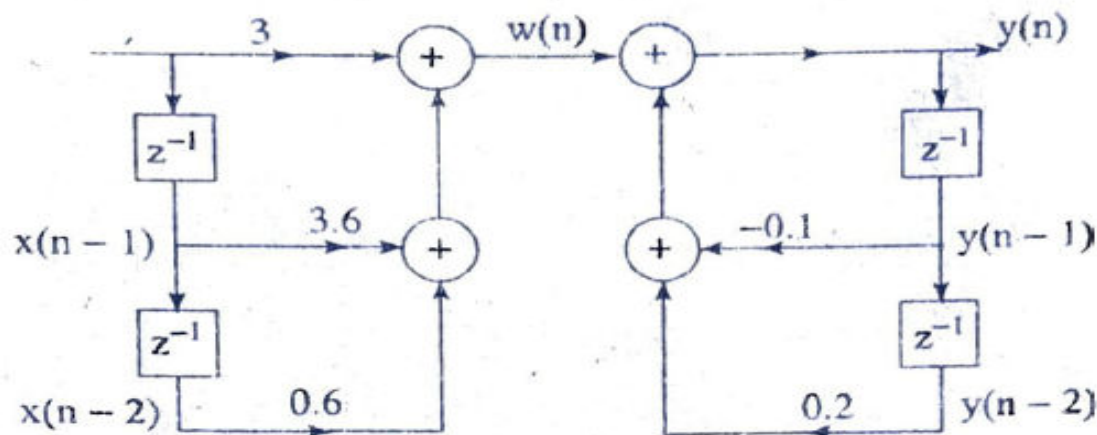 3
+
w(n)
+
y(n)
z⁻¹
z⁻¹
x(n − 1)
3.6
+
+
−0.1
y(n − 1)
z⁻¹
z⁻¹
x(n − 2)
0.6
0.2
y(n − 2)